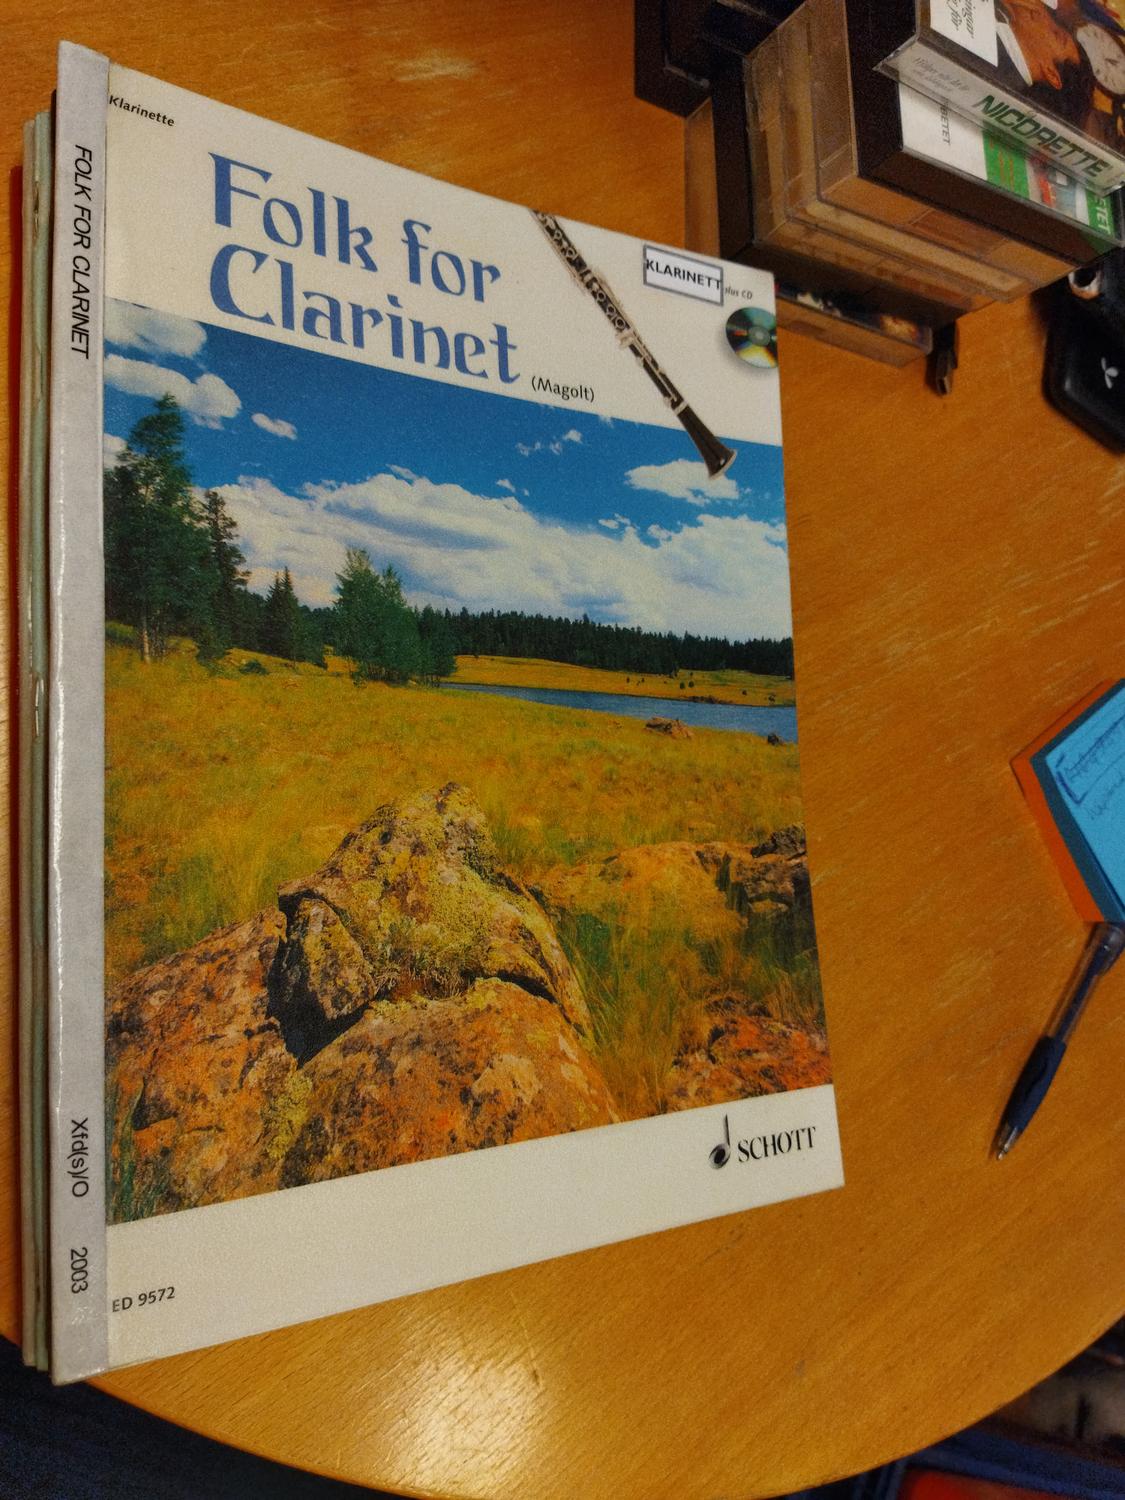 Klarinette
Folk for
Clarinet
(Magolt)
KLARINETT
plus CD
FOLK FOR CLARINET
Xfd(s)/O
2003
SCHOTT
ED 9572
NICORETTE